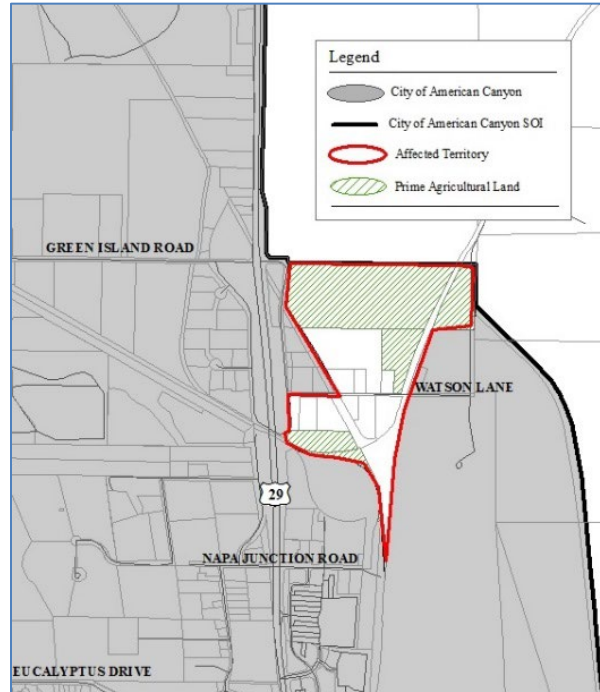 Legend
City of American Canyon
City of American Canyon SOI
Affected Territory
Prime Agricultural Land
GREEN ISLAND ROAD
WATSON LANE
29
NAPA JUNCTION ROAD
EUCALYPTUS DRIVE